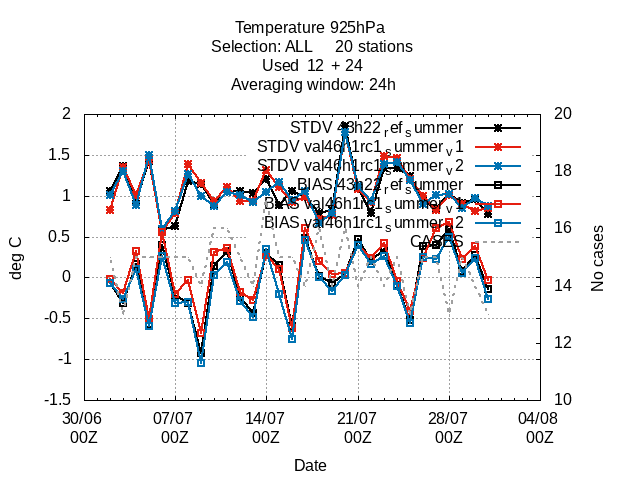 Temperature 925hPa
Selection: ALL 20 stations
Used 12 + 24
Averaging window: 24h
STDV 43h22_ref_summer
STDV val46h1rc1_summer_v1
STDV val46h1rc1_summer_v2
BIAS 43h22_ref_summer
BIAS val46h1rc1_summer_v1
BIAS val46h1rc1_summer_v2
CASES
2
1.5
1
0.5
0
-0.5
-1
-1.5
deg C
20
18
16
14
12
10
No cases
30/06 07/07 14/07 21/07 28/07 04/08
00Z 00Z 00Z 00Z 00Z 00Z
Date